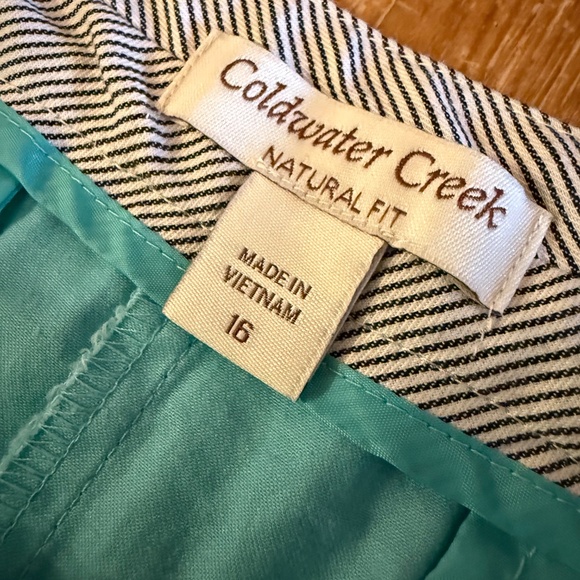 Coldwater Creek
NATURAL FIT
MADE IN
VIETNAM
16